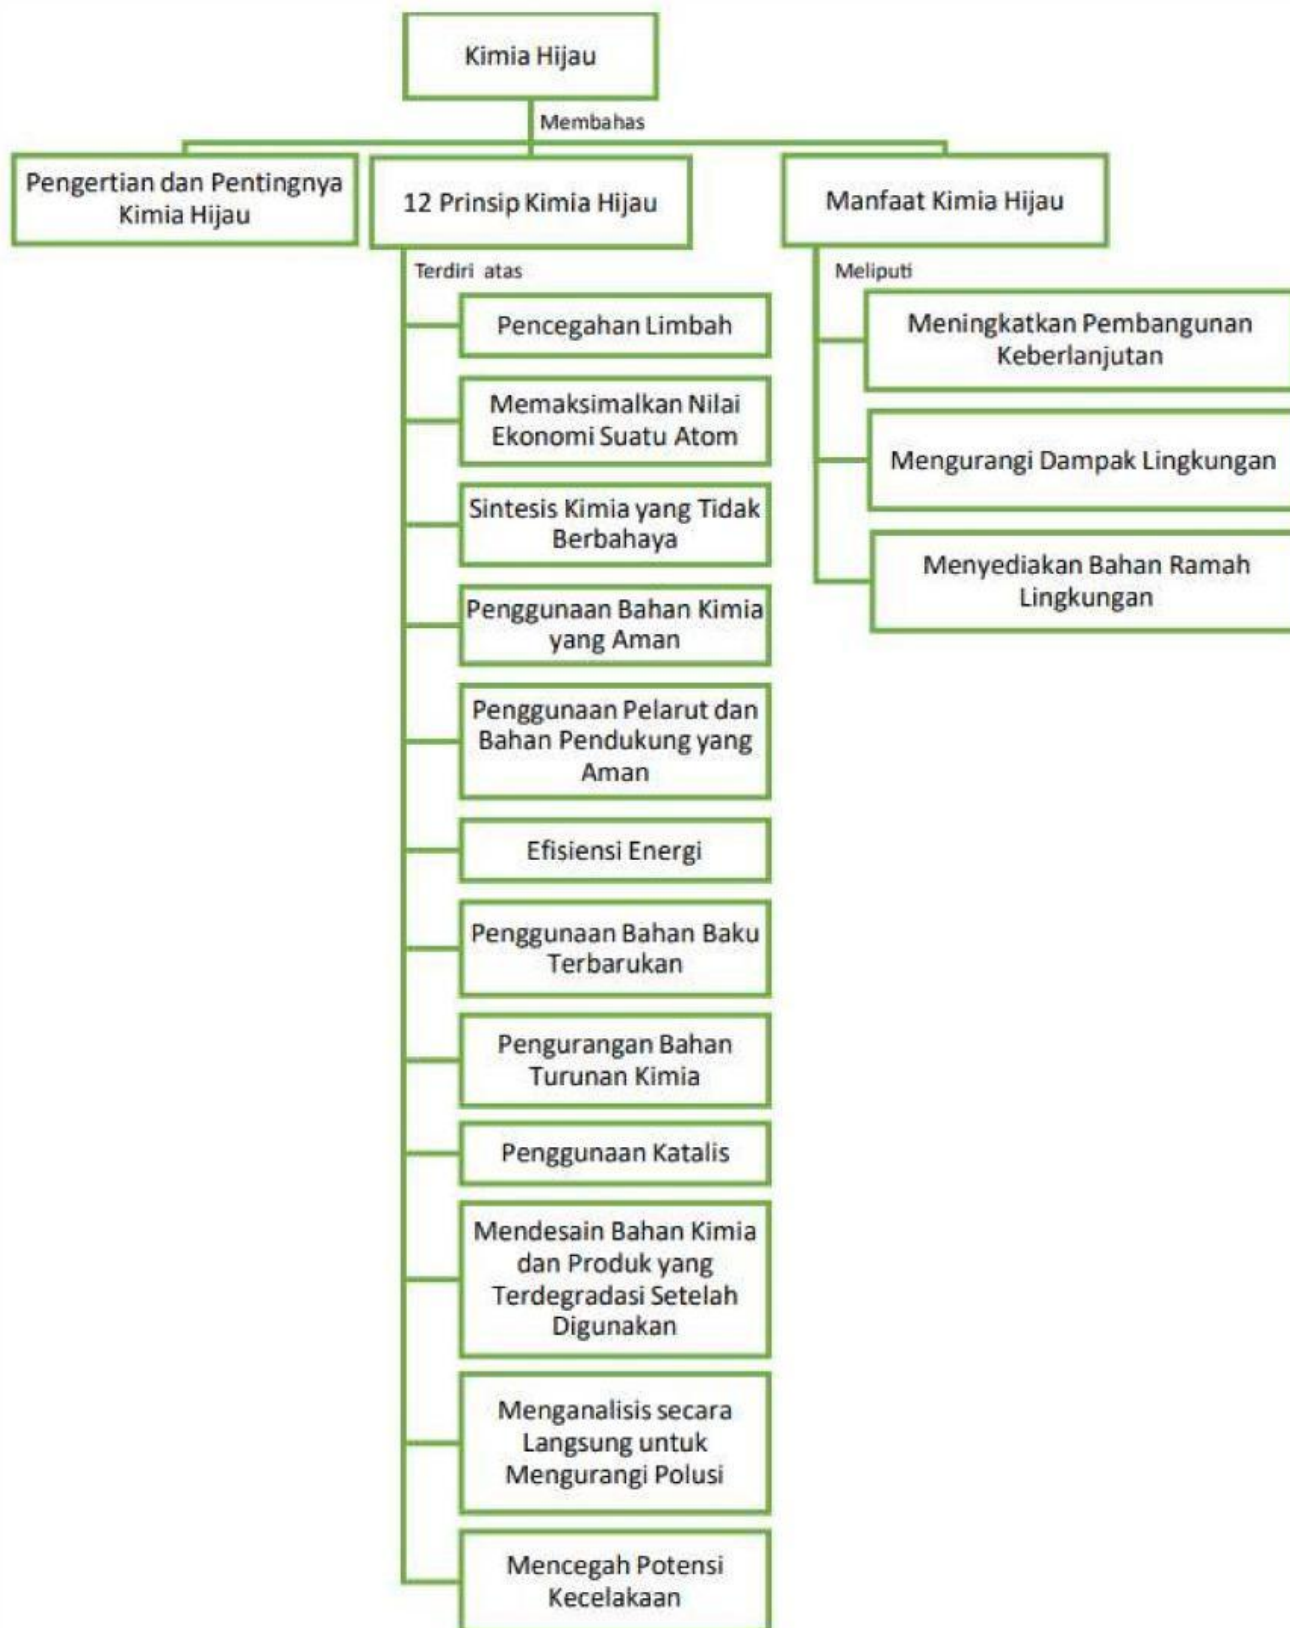 Kimia Hijau
Membahas
Pengertian dan Pentingnya
Kimia Hijau
12 Prinsip Kimia Hijau
Manfaat Kimia Hijau
Terdiri atas
Pencegahan Limbah
Memaksimalkan Nilai
Ekonomi Suatu Atom
Sintesis Kimia yang Tidak
Berbahaya
Penggunaan Bahan Kimia
yang Aman
Penggunaan Pelarut dan
Bahan Pendukung yang
Aman
Efisiensi Energi
Penggunaan Bahan Baku
Terbarukan
Pengurangan Bahan
Turunan Kimia
Penggunaan Katalis
Mendesain Bahan Kimia
dan Produk yang
Terdegradasi Setelah
Digunakan
Menganalisis secara
Langsung untuk
Mengurangi Polusi
Mencegah Potensi
Kecelakaan
Meliputi
Meningkatkan Pembangunan
Keberlanjutan
Mengurangi Dampak Lingkungan
Menyediakan Bahan Ramah
Lingkungan